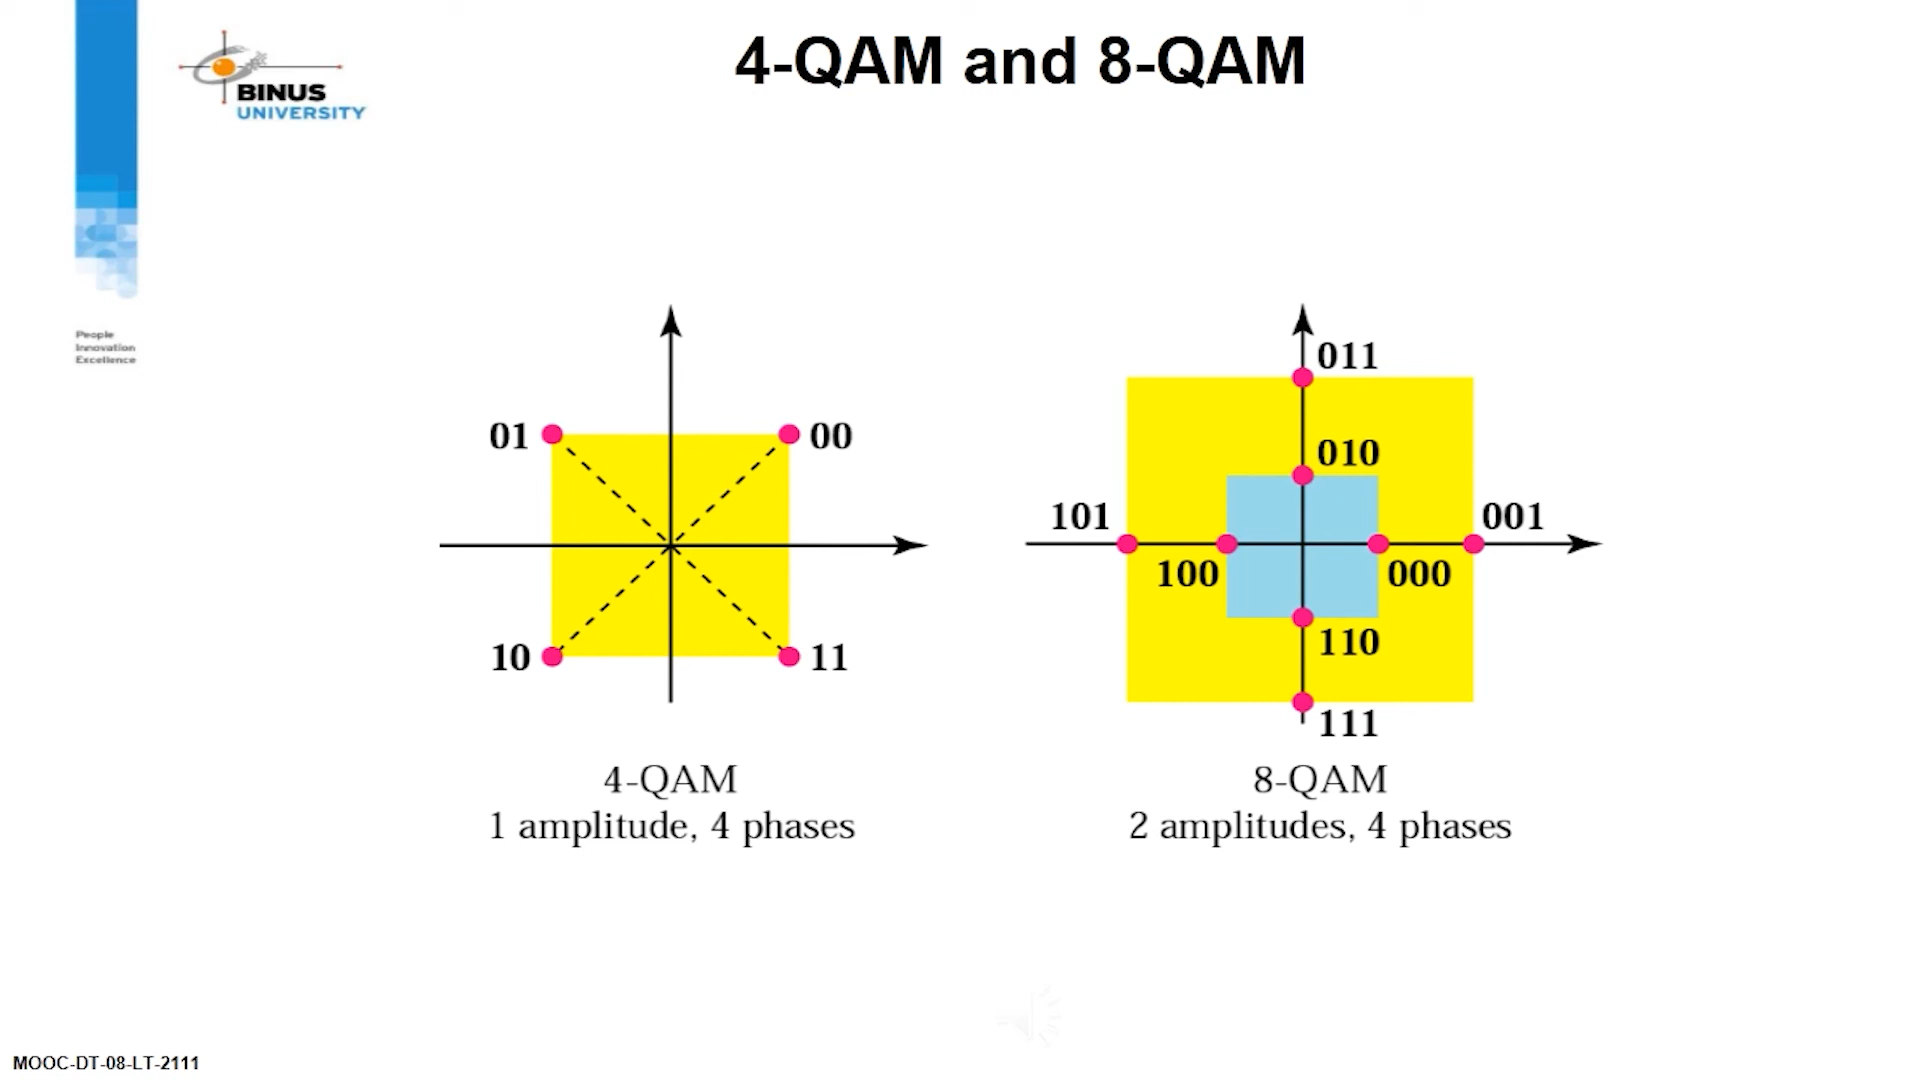 4-QAM and 8-QAM
BINUS
UNIVERSITY
People
Innovation
Excellence
01
00
10
11
4-QAM
1 amplitude, 4 phases
011
010
101
001
100
000
110
111
8-QAM
2 amplitudes, 4 phases
MOOC-DT-08-LT-2111